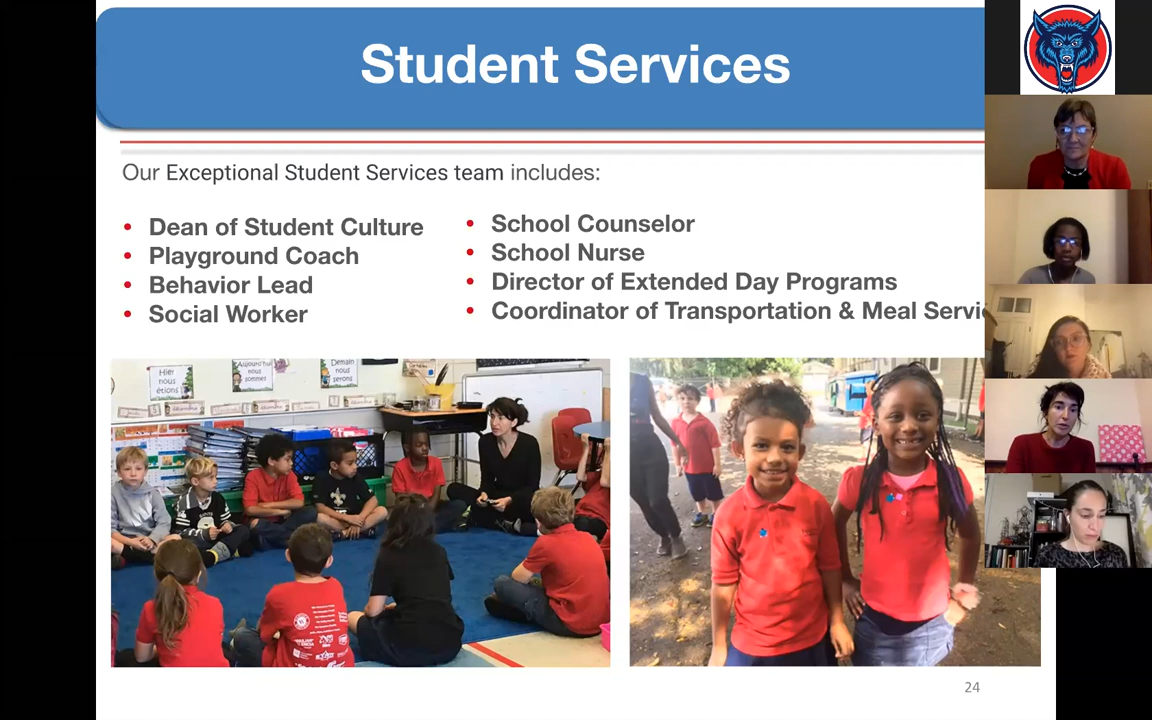 Student Services
Our Exceptional Student Services team includes:
• Dean of Student Culture
• Playground Coach
• Behavior Lead
• Social Worker
• School Counselor
• School Nurse
• Director of Extended Day Programs
• Coordinator of Transportation & Meal Servic
Hier
nous
étions
Aujourd'hui
nous
sommes
Demain
nous
serons
24